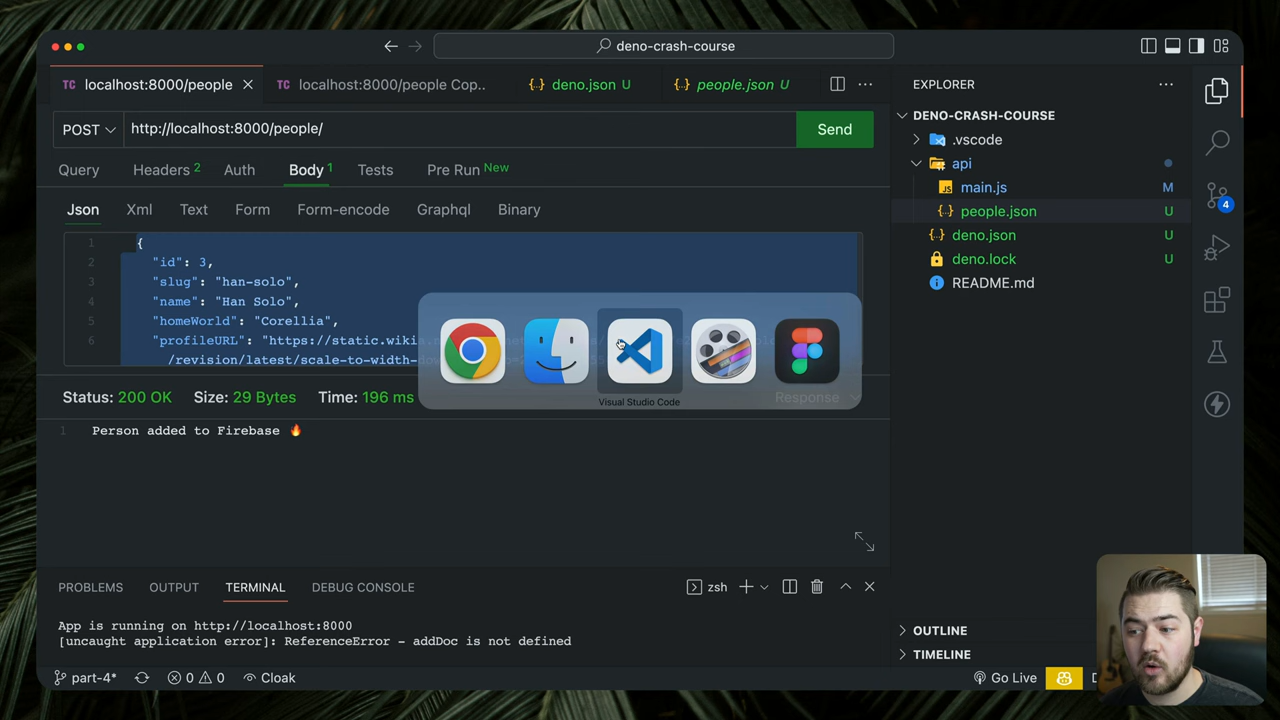 deno-crash-course
TC localhost:8000/people
TC localhost:8000/people Cop..
{..} deno.json U
{..} people.json U
EXPLORER
POST http://localhost:8000/people/ Send
Query Headers 2 Auth Body 1 Tests Pre Run New
Json Xml Text Form Form-encode Graphql Binary
1 {
2 "id": 3,
3 "slug": "han-solo",
4 "name": "Han Solo",
5 "homeWorld": "Corellia",
6 "profileURL": "https://static.wikia.
/revision/latest/scale-to-width-dow
Visual Studio Code
Status: 200 OK Size: 29 Bytes Time: 196 ms Response
1 Person added to Firebase 🔥
PROBLEMS OUTPUT TERMINAL DEBUG CONSOLE zsh
App is running on http://localhost:8000
[uncaught application error]: ReferenceError - addDoc is not defined
DENO-CRASH-COURSE
.vscode
api
JS main.js M
{..} people.json U
{..} deno.json U
deno.lock U
README.md
4
OUTLINE
TIMELINE
part-4* 0 0 Cloak Go Live